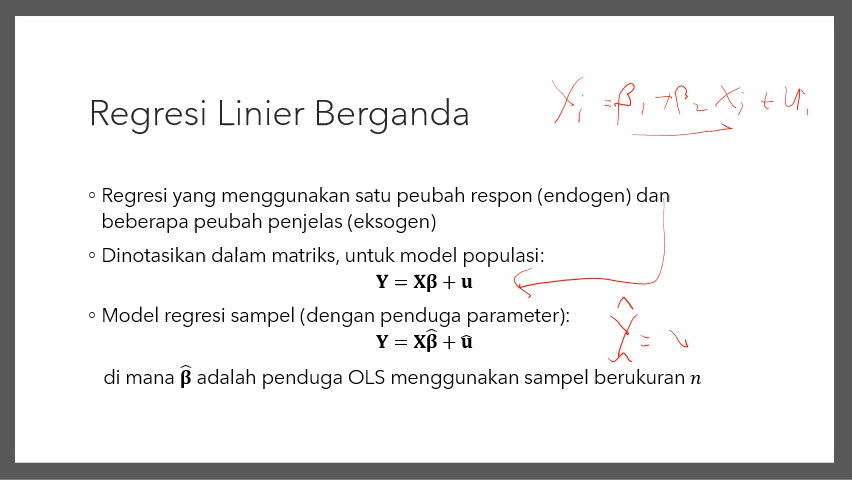 Yᵢ = β₁ + β₂ Xᵢ + uᵢ
Regresi Linier Berganda
◦ Regresi yang menggunakan satu peubah respon (endogen) dan
beberapa peubah penjelas (eksogen)
◦ Dinotasikan dalam matriks, untuk model populasi:
𝐘 = 𝐗𝛃 + 𝐮
◦ Model regresi sampel (dengan penduga parameter):
𝐘 = 𝐗𝛃̂ + 𝐮̂
Ŷ =
di mana 𝛃̂ adalah penduga OLS menggunakan sampel berukuran 𝑛